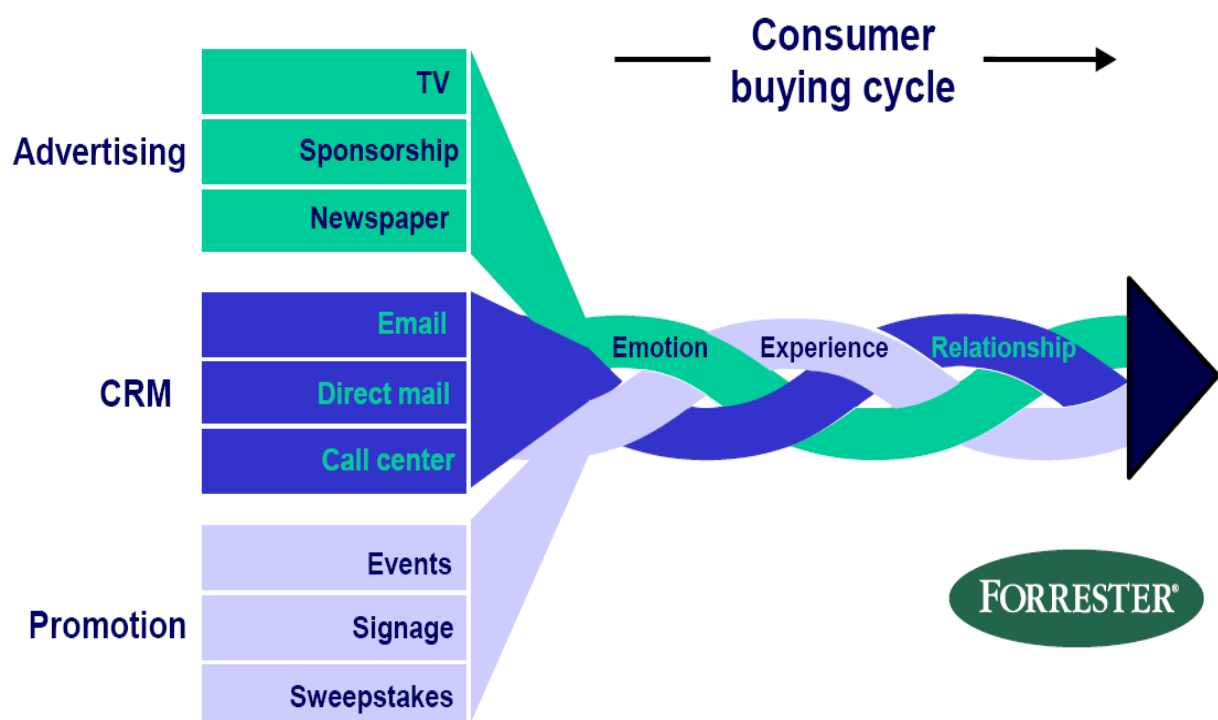 Consumer
buying cycle
Advertising
TV
Sponsorship
Newspaper
CRM
Email
Direct mail
Call center
Emotion
Experience
Relationship
Promotion
Events
Signage
Sweepstakes
FORRESTER®